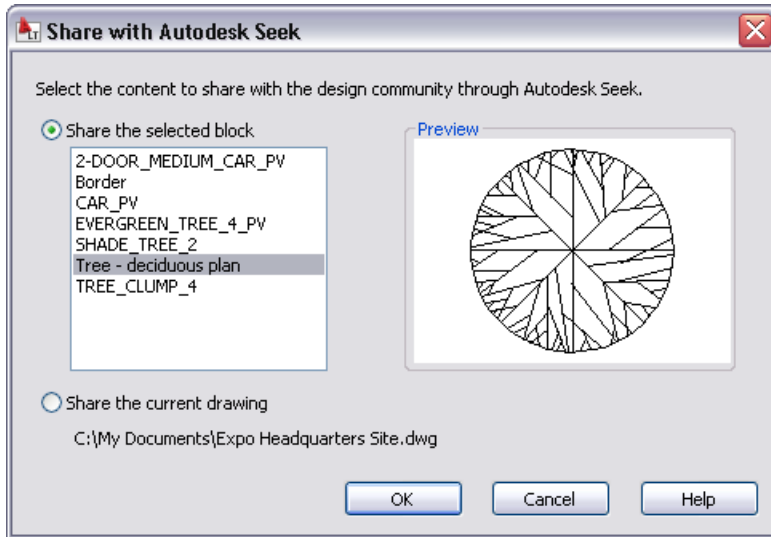 LT
Share with Autodesk Seek
Select the content to share with the design community through Autodesk Seek.
Share the selected block
2-DOOR_MEDIUM_CAR_PV
Border
CAR_PV
EVERGREEN_TREE_4_PV
SHADE_TREE_2
Tree - deciduous plan
TREE_CLUMP_4
Preview
Share the current drawing
C:\My Documents\Expo Headquarters Site.dwg
OK
Cancel
Help